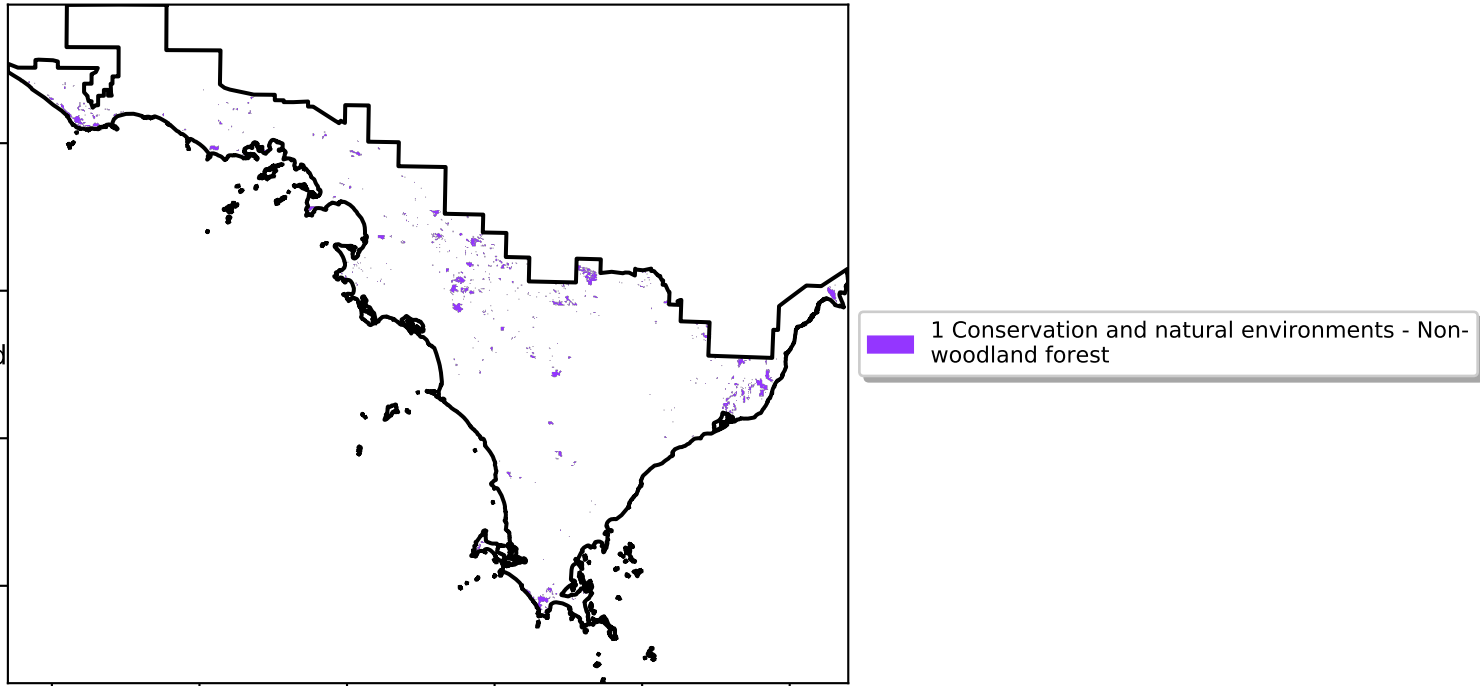 1 Conservation and natural environments - Non-
woodland forest
d